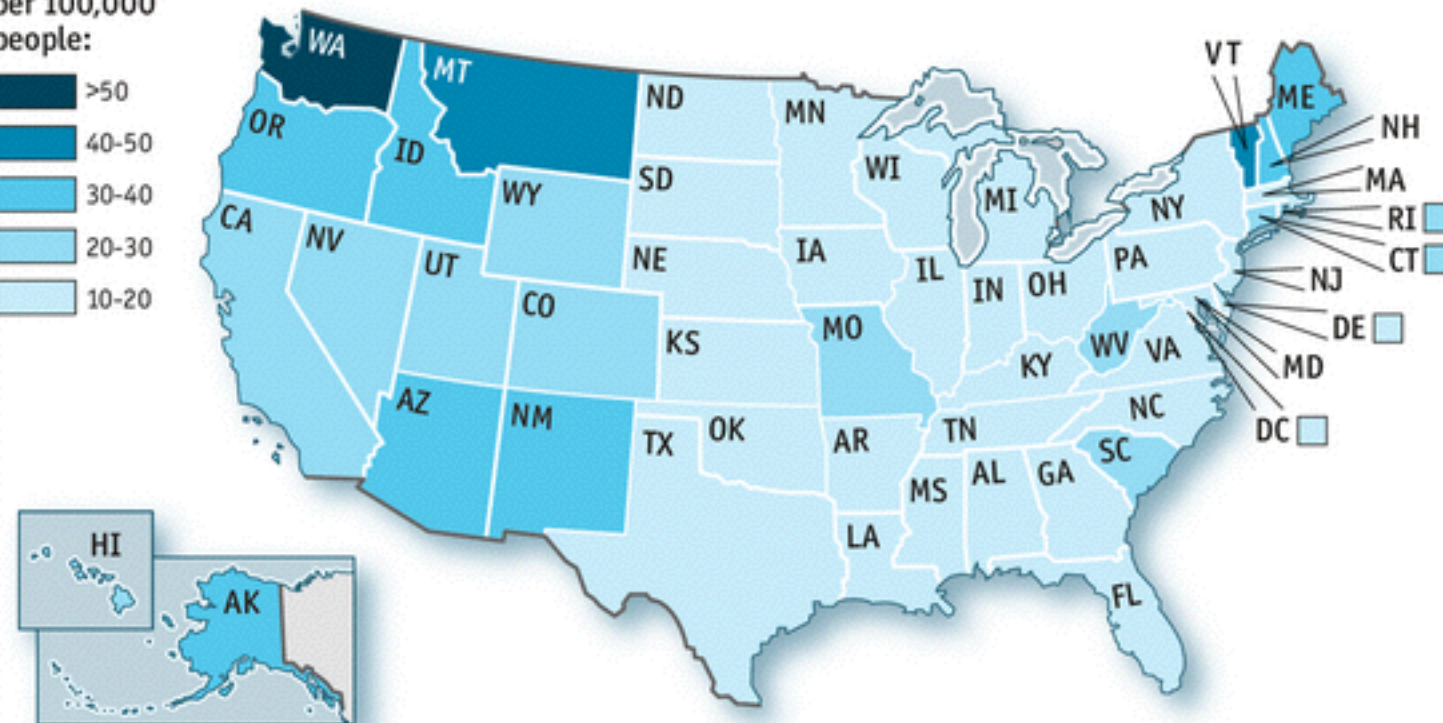 per 100,000
people:
>50
40-50
30-40
20-30
10-20
WA
MT
ND
MN
VT
ME
OR
ID
SD
WI
MI
NH
MA
WY
NY
RI
CA
NV
UT
NE
IA
IL
IN
OH
PA
CT
NJ
CO
MO
KS
WV
VA
KY
DE
MD
AZ
NM
TX
OK
AR
TN
NC
DC
SC
MS
AL
GA
LA
HI
AK
FL